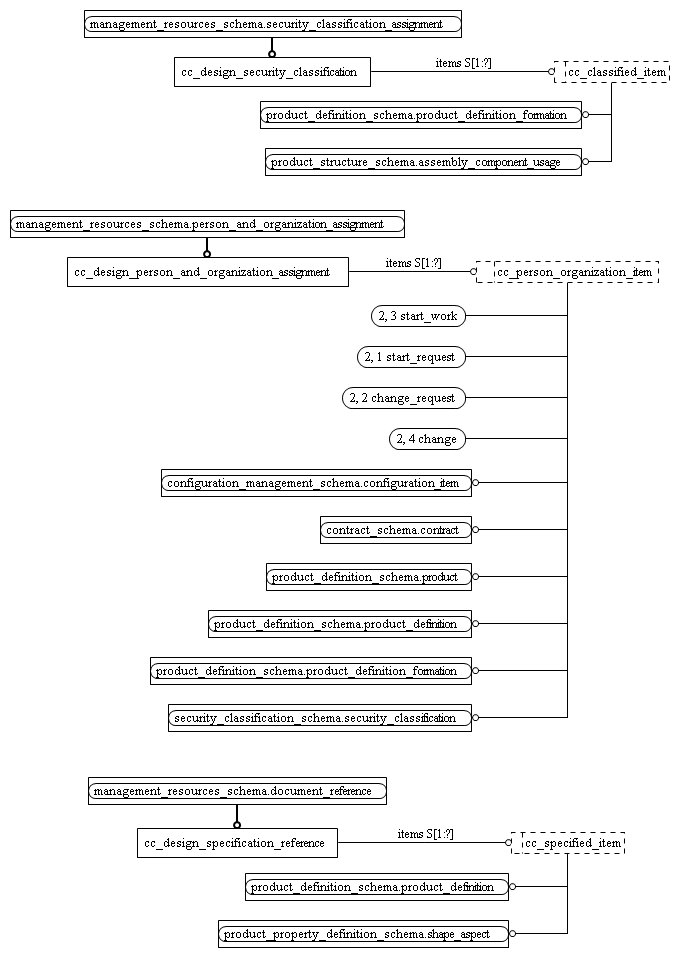 management_resources_schema.security_classification_assignment
cc_design_security_classification
items S[1:?]
cc_classified_item
product_definition_schema.product_definition_formation
product_structure_schema.assembly_component_usage
management_resources_schema.person_and_organization_assignment
cc_design_person_and_organization_assignment
items S[1:?]
cc_person_organization_item
2, 3 start_work
2, 1 start_request
2, 2 change_request
2, 4 change
configuration_management_schema.configuration_item
contract_schema.contract
product_definition_schema.product
product_definition_schema.product_definition
product_definition_schema.product_definition_formation
security_classification_schema.security_classification
management_resources_schema.document_reference
cc_design_specification_reference
items S[1:?]
cc_specified_item
product_definition_schema.product_definition
product_property_definition_schema.shape_aspect